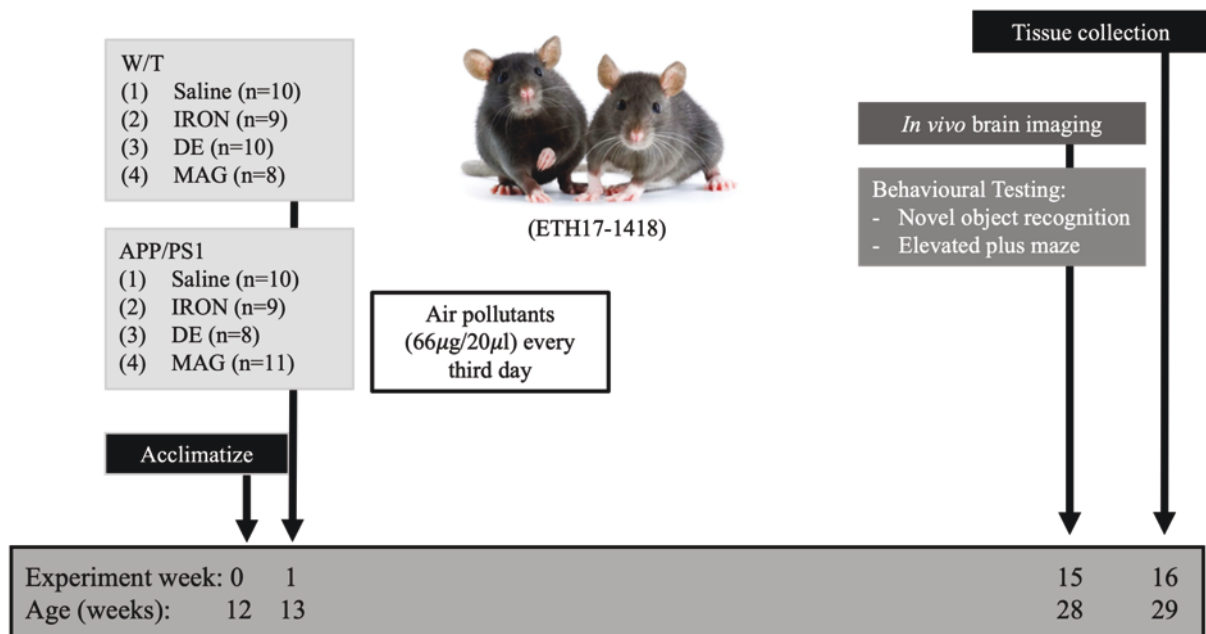 W/T
(1) Saline (n=10)
(2) IRON (n=9)
(3) DE (n=10)
(4) MAG (n=8)
APP/PS1
(1) Saline (n=10)
(2) IRON (n=9)
(3) DE (n=8)
(4) MAG (n=11)
Acclimatize
(ETH17-1418)
Air pollutants
(66µg/20µl) every
third day
Tissue collection
In vivo brain imaging
Behavioural Testing:
- Novel object recognition
- Elevated plus maze
Experiment week: 0 1 15 16
Age (weeks): 12 13 28 29